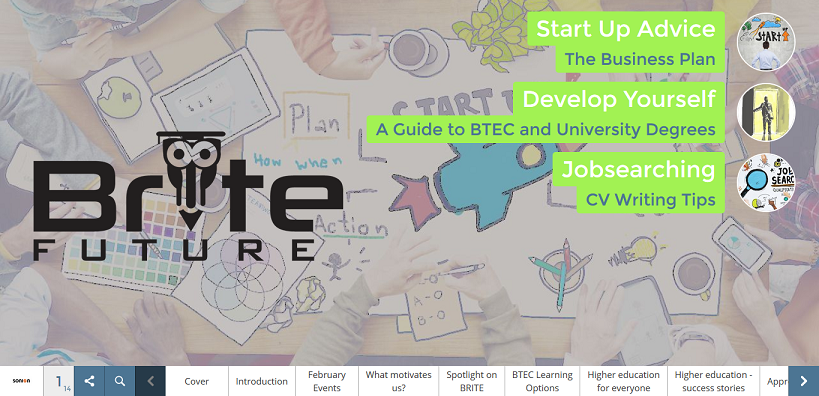 Start Up Advice
The Business Plan
Develop Yourself
A Guide to BTEC and University Degrees
Jobsearching
CV Writing Tips
START
JOB
SEARC
START
Plan
How when
Action
A-O
B-O
Brite
FUTURE
sonion
1
14
Cover
Introduction
February
Events
What motivates
us?
Spotlight on
BRITE
BTEC Learning
Options
Higher education
for everyone
Higher education -
success stories
Appr